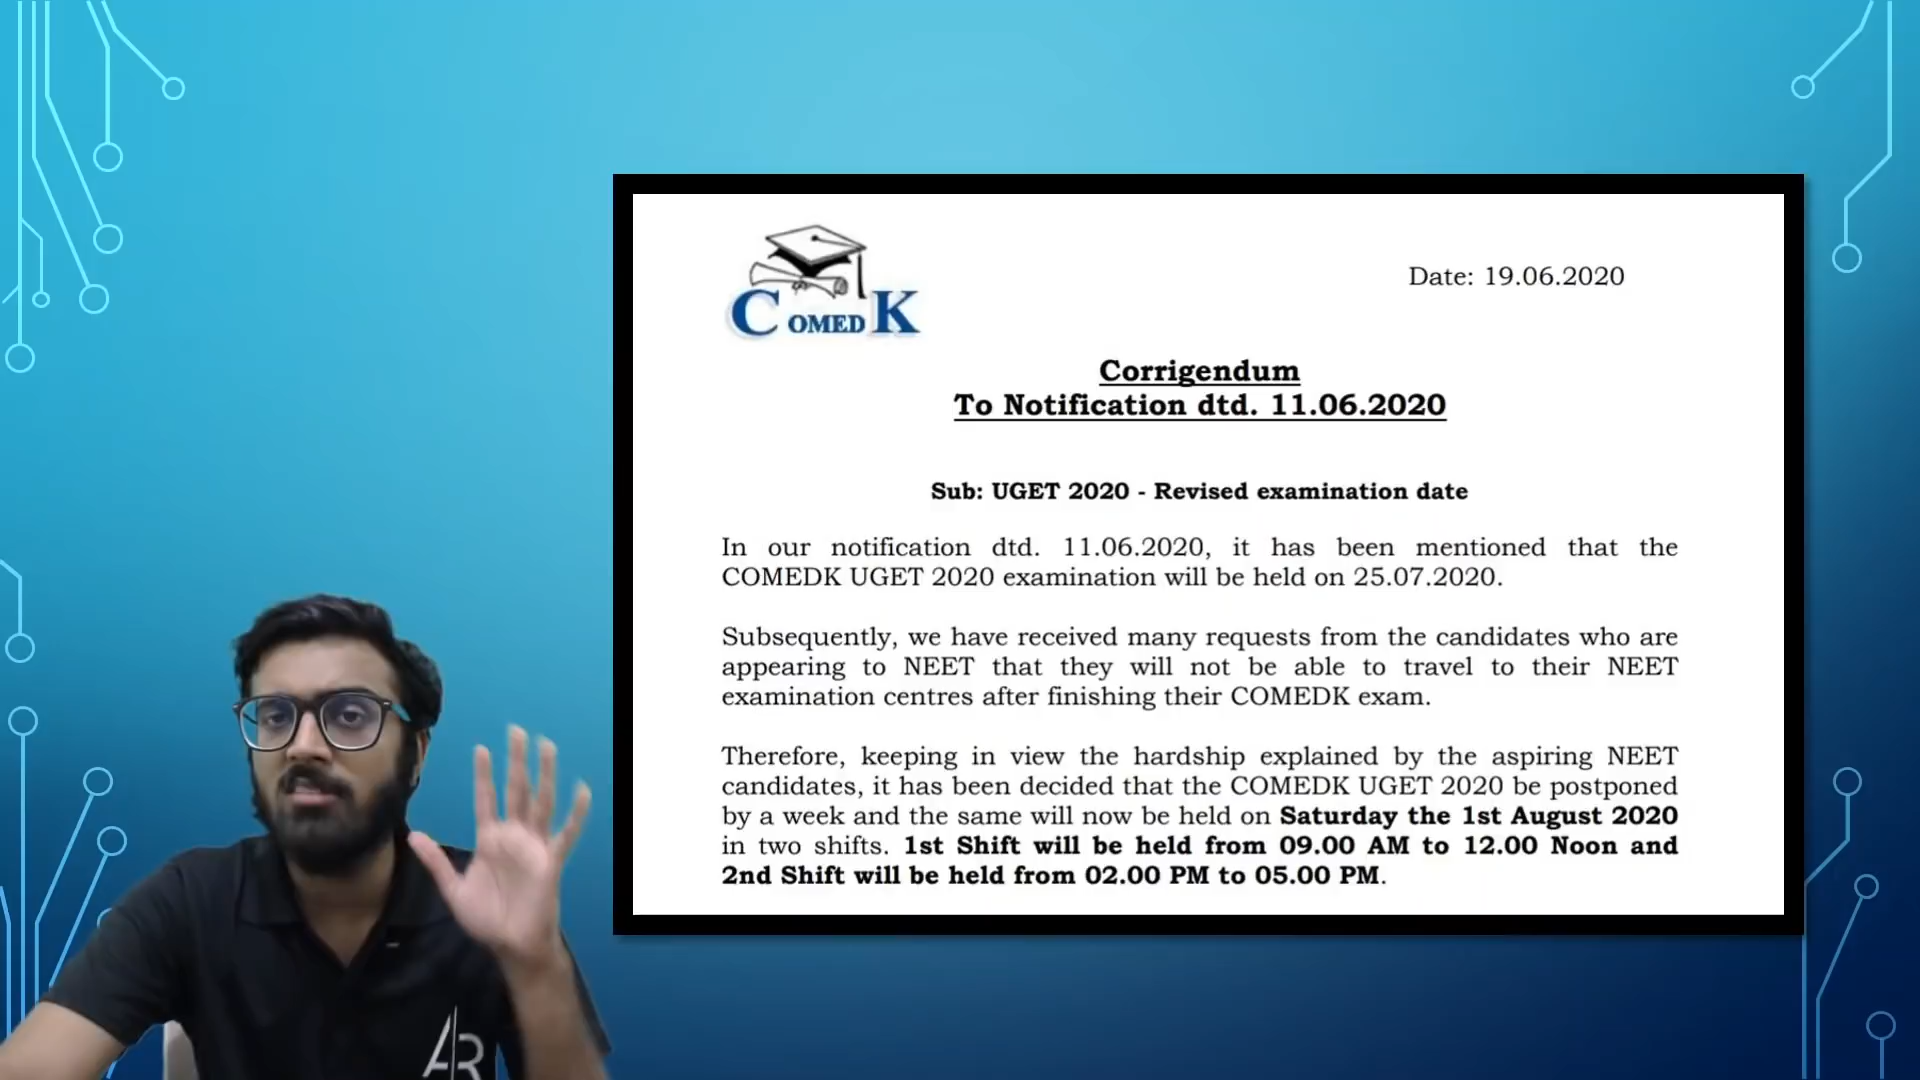 COMEDK
Date: 19.06.2020
Corrigendum
To Notification dtd. 11.06.2020
Sub: UGET 2020 - Revised examination date
In our notification dtd. 11.06.2020, it has been mentioned that the
COMEDK UGET 2020 examination will be held on 25.07.2020.
Subsequently, we have received many requests from the candidates who are
appearing to NEET that they will not be able to travel to their NEET
examination centres after finishing their COMEDK exam.
Therefore, keeping in view the hardship explained by the aspiring NEET
candidates, it has been decided that the COMEDK UGET 2020 be postponed
by a week and the same will now be held on Saturday the 1st August 2020
in two shifts. 1st Shift will be held from 09.00 AM to 12.00 Noon and
2nd Shift will be held from 02.00 PM to 05.00 PM.
AR